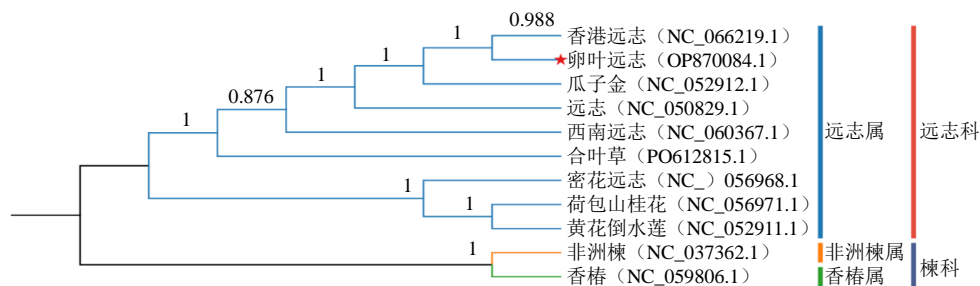 0.988
香港远志（NC_066219.1）
1
卵叶远志（OP870084.1）
1
瓜子金（NC_052912.1）
1
远志（NC_050829.1）
0.876
西南远志（NC_060367.1）
远志属
远志科
1
合叶草（PO612815.1）
密花远志（NC_）056968.1
1
荷包山桂花（NC_056971.1）
1
黄花倒水莲（NC_052911.1）
1
非洲楝（NC_037362.1）
非洲楝属
楝科
香椿（NC_059806.1）
香椿属